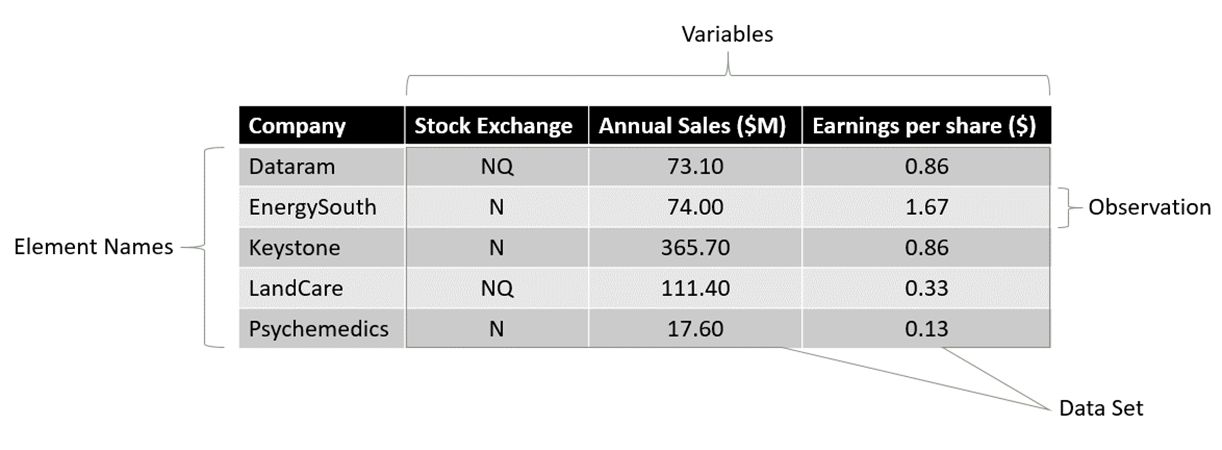 Variables
Company Stock Exchange Annual Sales ($M) Earnings per share ($)
Dataram NQ 73.10 0.86
EnergySouth N 74.00 1.67
Observation
Element Names
Keystone N 365.70 0.86
LandCare NQ 111.40 0.33
Psychemedics N 17.60 0.13
Data Set